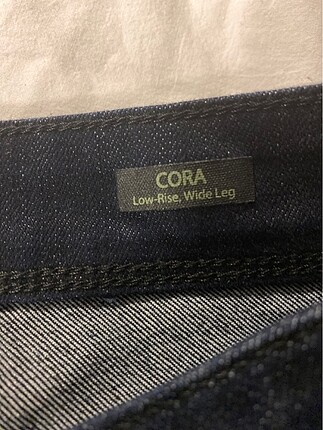 CORA
Low-Rise, Wide Leg